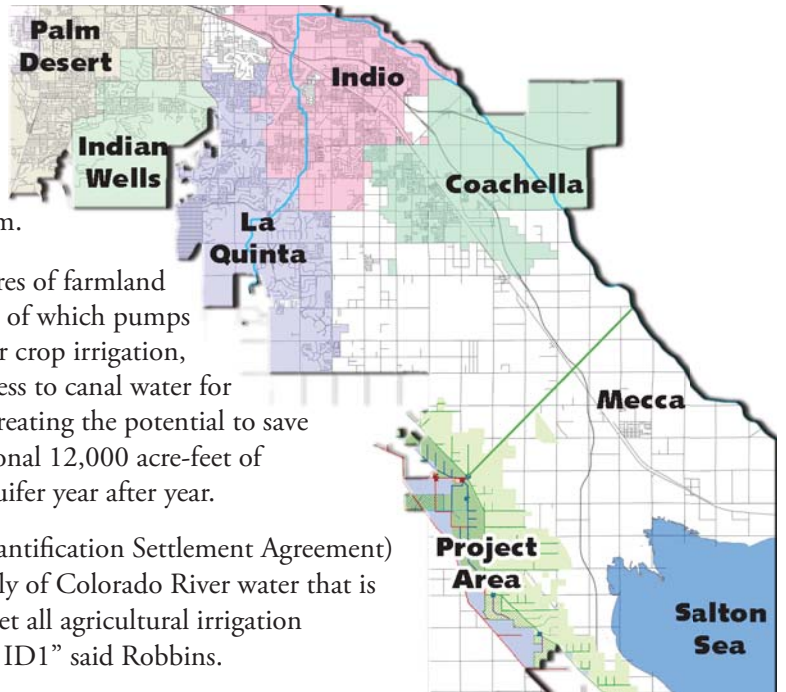 Palm
Desert
Indio
Indian
Wells
Coachella
La
Quinta
m.
res of farmland
of which pumps
r crop irrigation,
ess to canal water for
reating the potential to save
onal 12,000 acre-feet of
uifer year after year.
Mecca
antification Settlement Agreement)
ly of Colorado River water that is
et all agricultural irrigation
ID1” said Robbins.
Project
Area
Salton
Sea